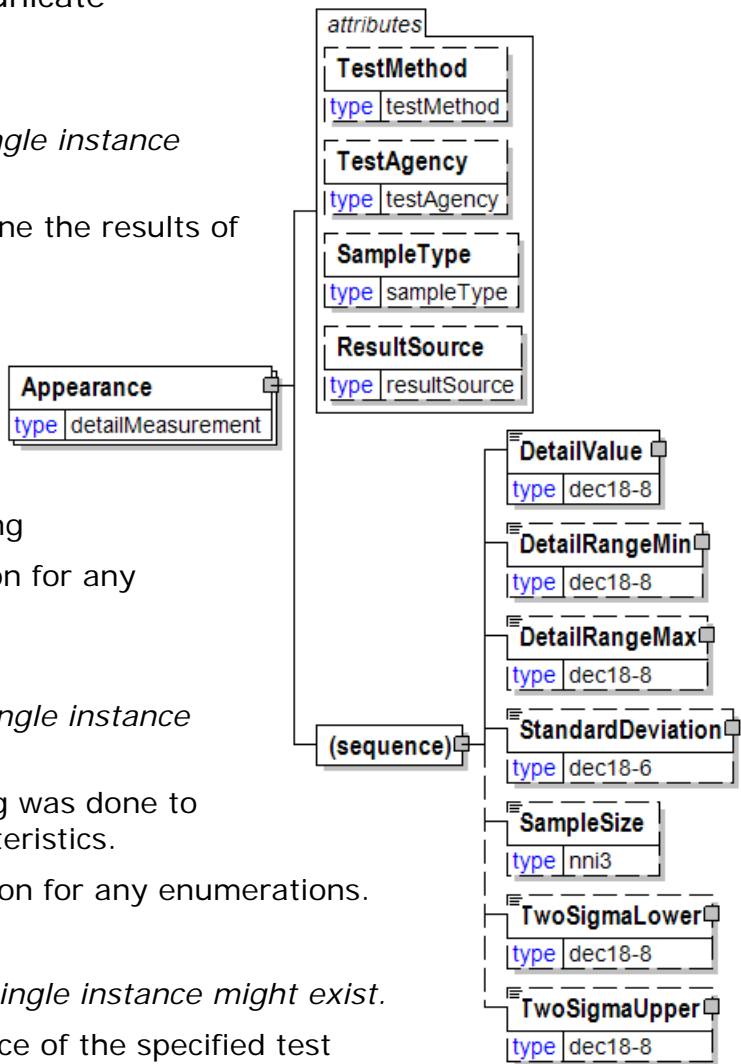 unicate
ngle instance
ne the results of
ng
on for any
ngle instance
g was done to
teristics.
on for any enumerations.
single instance might exist.
ce of the specified test
attributes
TestMethod
type testMethod
TestAgency
type testAgency
SampleType
type sampleType
ResultSource
type resultSource
Appearance
type detailMeasurement
(sequence)
DetailValue
type dec18-8
DetailRangeMin
type dec18-8
DetailRangeMax
type dec18-8
StandardDeviation
type dec18-6
SampleSize
type nni3
TwoSigmaLower
type dec18-8
TwoSigmaUpper
type dec18-8